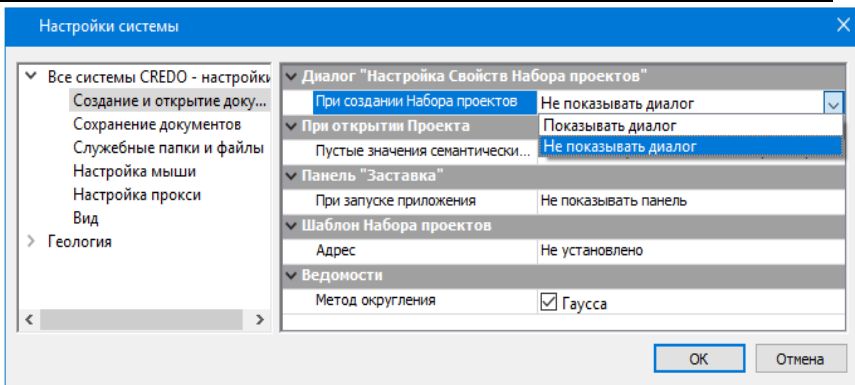 Настройки системы
Все системы CREDO - настройки
Создание и открытие доку...
Сохранение документов
Служебные папки и файлы
Настройка мыши
Настройка прокси
Вид
Геология
Диалог "Настройка Свойств Набора проектов"
При создании Набора проектов Не показывать диалог
Показывать диалог
Не показывать диалог
При открытии Проекта
Пустые значения семантически...
Панель "Заставка"
При запуске приложения Не показывать панель
Шаблон Набора проектов
Адрес Не установлено
Ведомости
Метод округления Гаусса
ОК Отмена